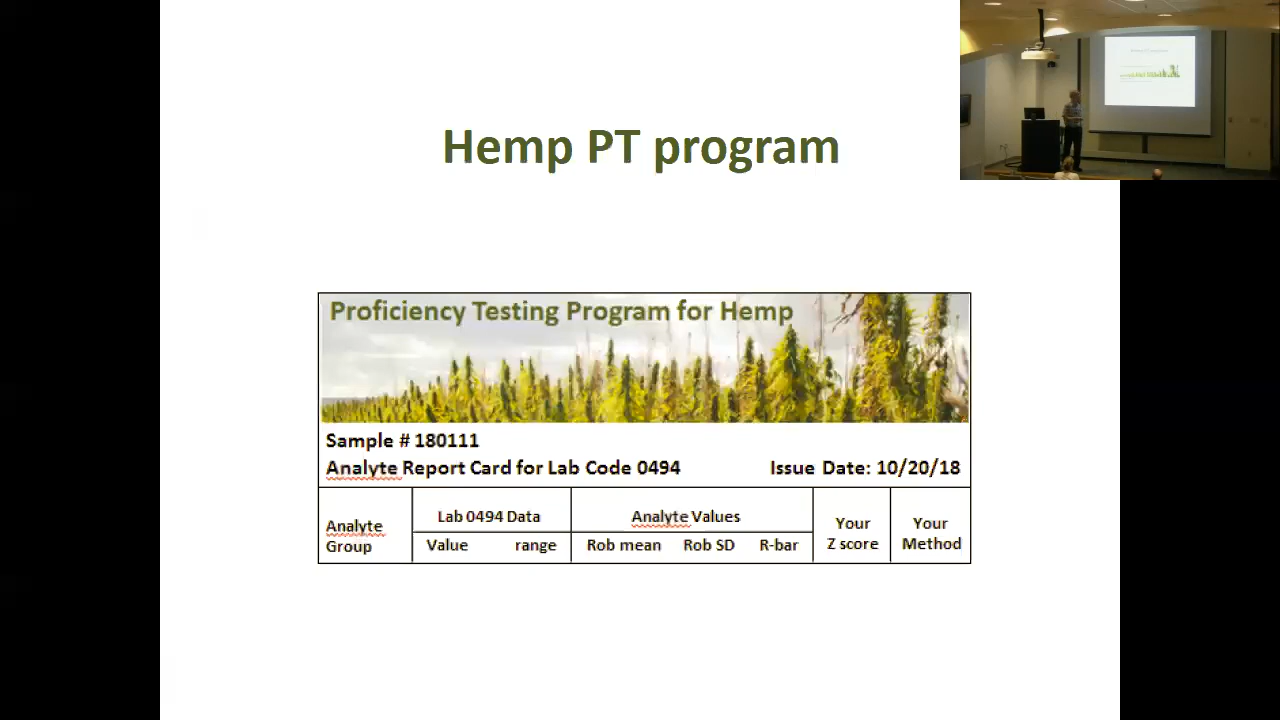 Hemp PT program
Proficiency Testing Program for Hemp
Sample # 180111
Analyte Report Card for Lab Code 0494 Issue Date: 10/20/18
Analyte Group
Lab 0494 Data
Value range
Analyte Values
Rob mean Rob SD R-bar
Your
Z score
Your
Method